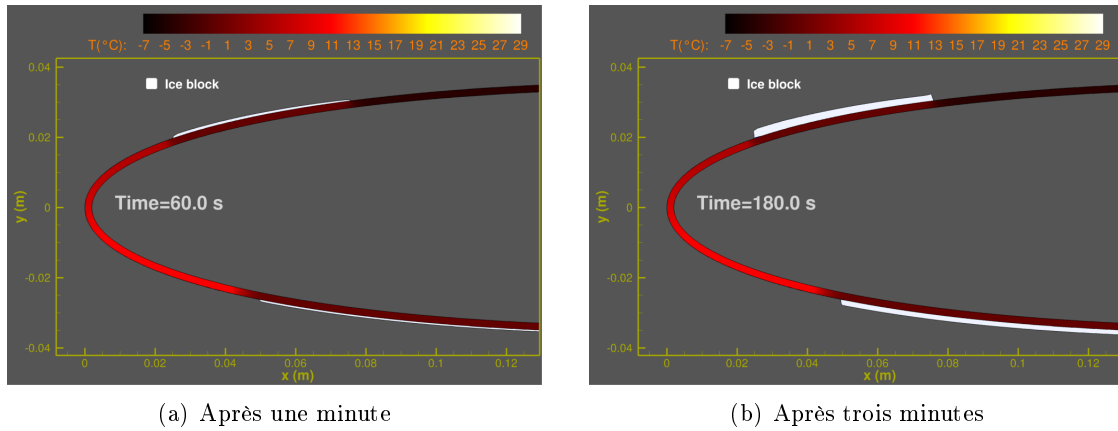 T(°C): -7 -5 -3 -1 1 3 5 7 9 11 13 15 17 19 21 23 25 27 29
0.04
Ice block
0.02
y (m)
0
Time=60.0 s
-0.02
-0.04
0 0.02 0.04 0.06 0.08 0.1 0.12
x (m)
(a) Après une minute
T(°C): -7 -5 -3 -1 1 3 5 7 9 11 13 15 17 19 21 23 25 27 29
0.04
Ice block
0.02
y (m)
0
Time=180.0 s
-0.02
-0.04
0 0.02 0.04 0.06 0.08 0.1 0.12
x (m)
(b) Après trois minutes